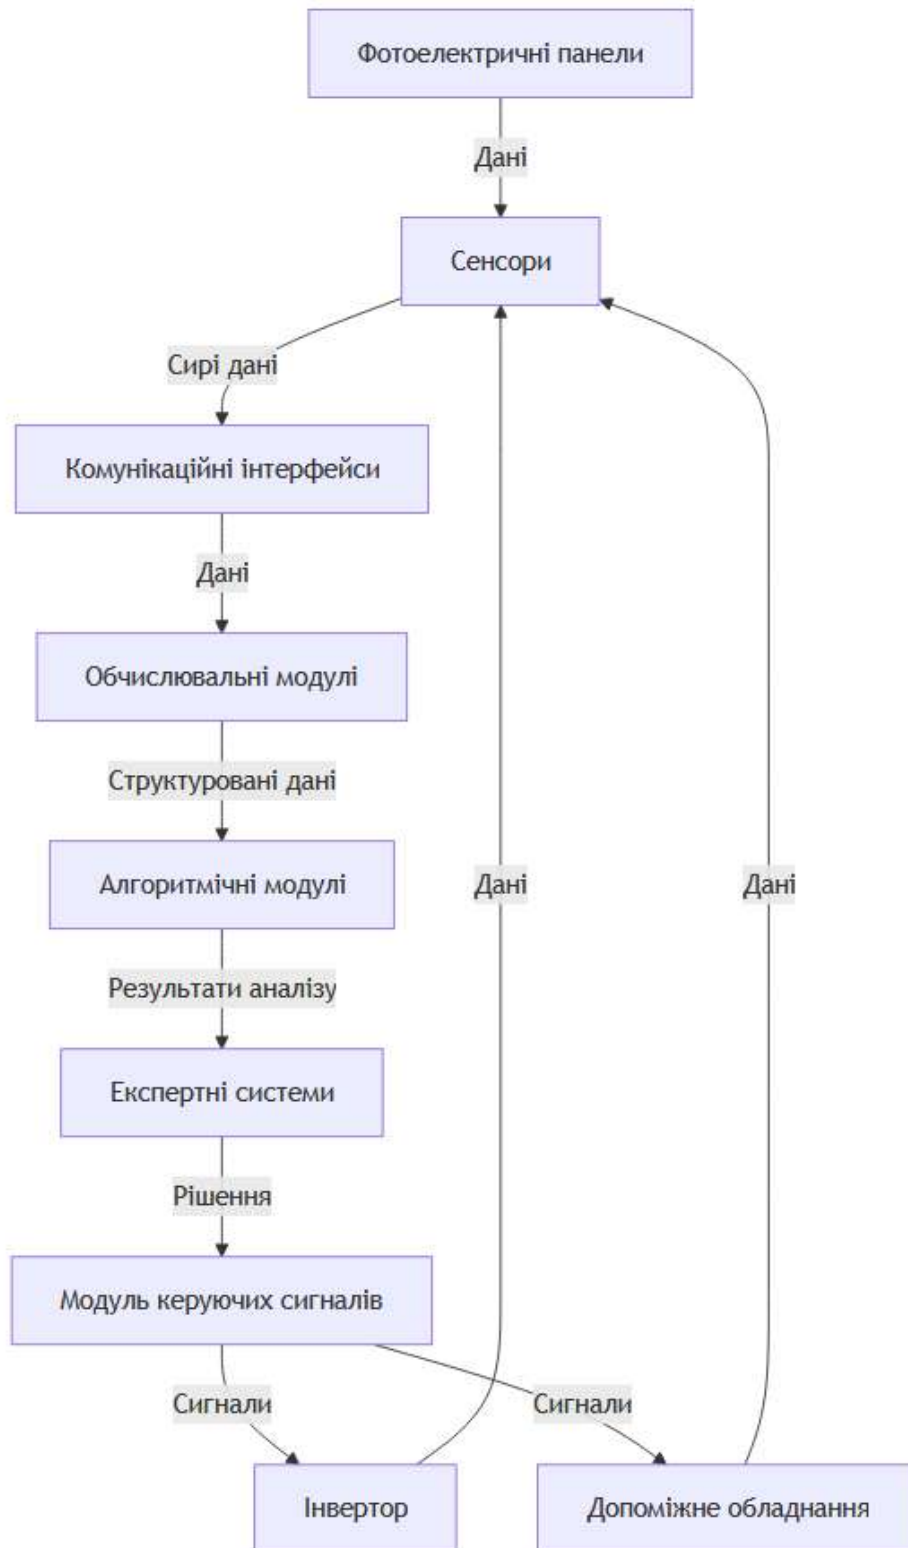 Фотоелектричні панели
Дані
Сенсори
Сирі дані
Комунікаційні інтерфейси
Дані
Обчислювальні модулі
Структуровані дані
Алгоритмічні модулі
Дані
Дані
Результати аналізу
Експертні системи
Рішення
Модуль керуючих сигналів
Сигнали
Сигнали
Інвертор
Допоміжне обладнання